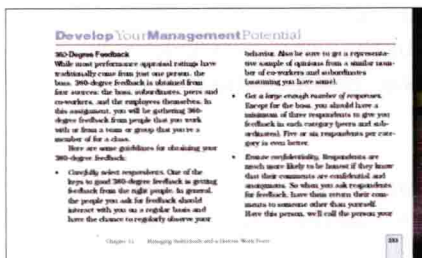 Develop Your Management Potential
360-Degree Feedback
While most performance appraisal ratings have
traditionally come from just one person, the
boss, 360-degree feedback is obtained from
four sources: the boss, subordinates, peers and
co-workers, and the employees themselves. In
this assignment, you will be gathering 360-
degree feedback from people that you work
with or from a team or group that you're a
member of for a class.
Here are some guidelines for obtaining your
360-degree feedback:
• Carefully select respondents. One of the
keys to good 360-degree feedback is getting
feedback from the right people. In general,
the people you ask for feedback should
interact with you on a regular basis and
have the chance to regularly observe your
behavior. Also be sure to get a representa-
tive sample of opinions from a similar num-
ber of co-workers and subordinates
(assuming you have some).
• Get a large enough number of responses.
Except for the boss, you should have a
minimum of three respondents to give you
feedback in each category (peers and sub-
ordinates). Five or six respondents per cate-
gory is even better.
• Ensure confidentiality. Respondents are
much more likely to be honest if they know
that their comments are confidential and
anonymous. So when you ask respondents
for feedback, have them return their com-
ments to someone other than yourself.
Have this person, we'll call the person your
Chapter Managing Individuals and a Diverse Work Force